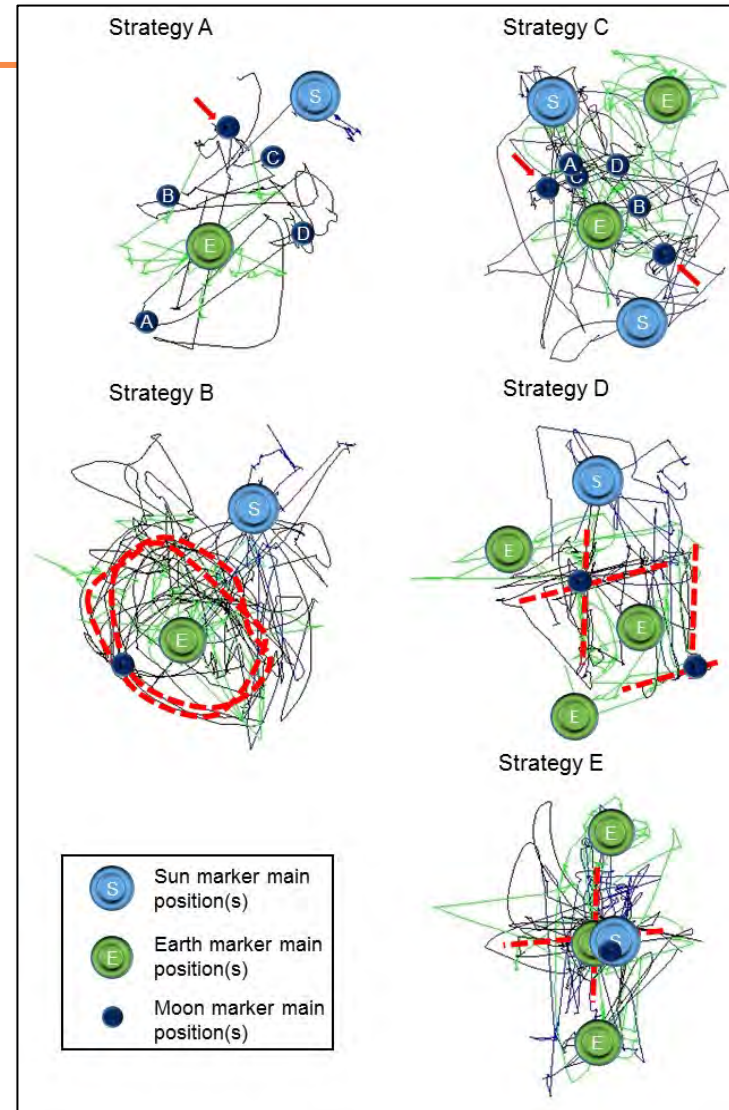 Strategy A
S
C
B
E
D
A
Strategy C
S
E
A
D
C
B
E
S
Strategy B
S
E
Strategy D
S
E
E
E
Strategy E
E
E
S
E
S
Sun marker main
position(s)
E
Earth marker main
position(s)
Moon marker main
position(s)